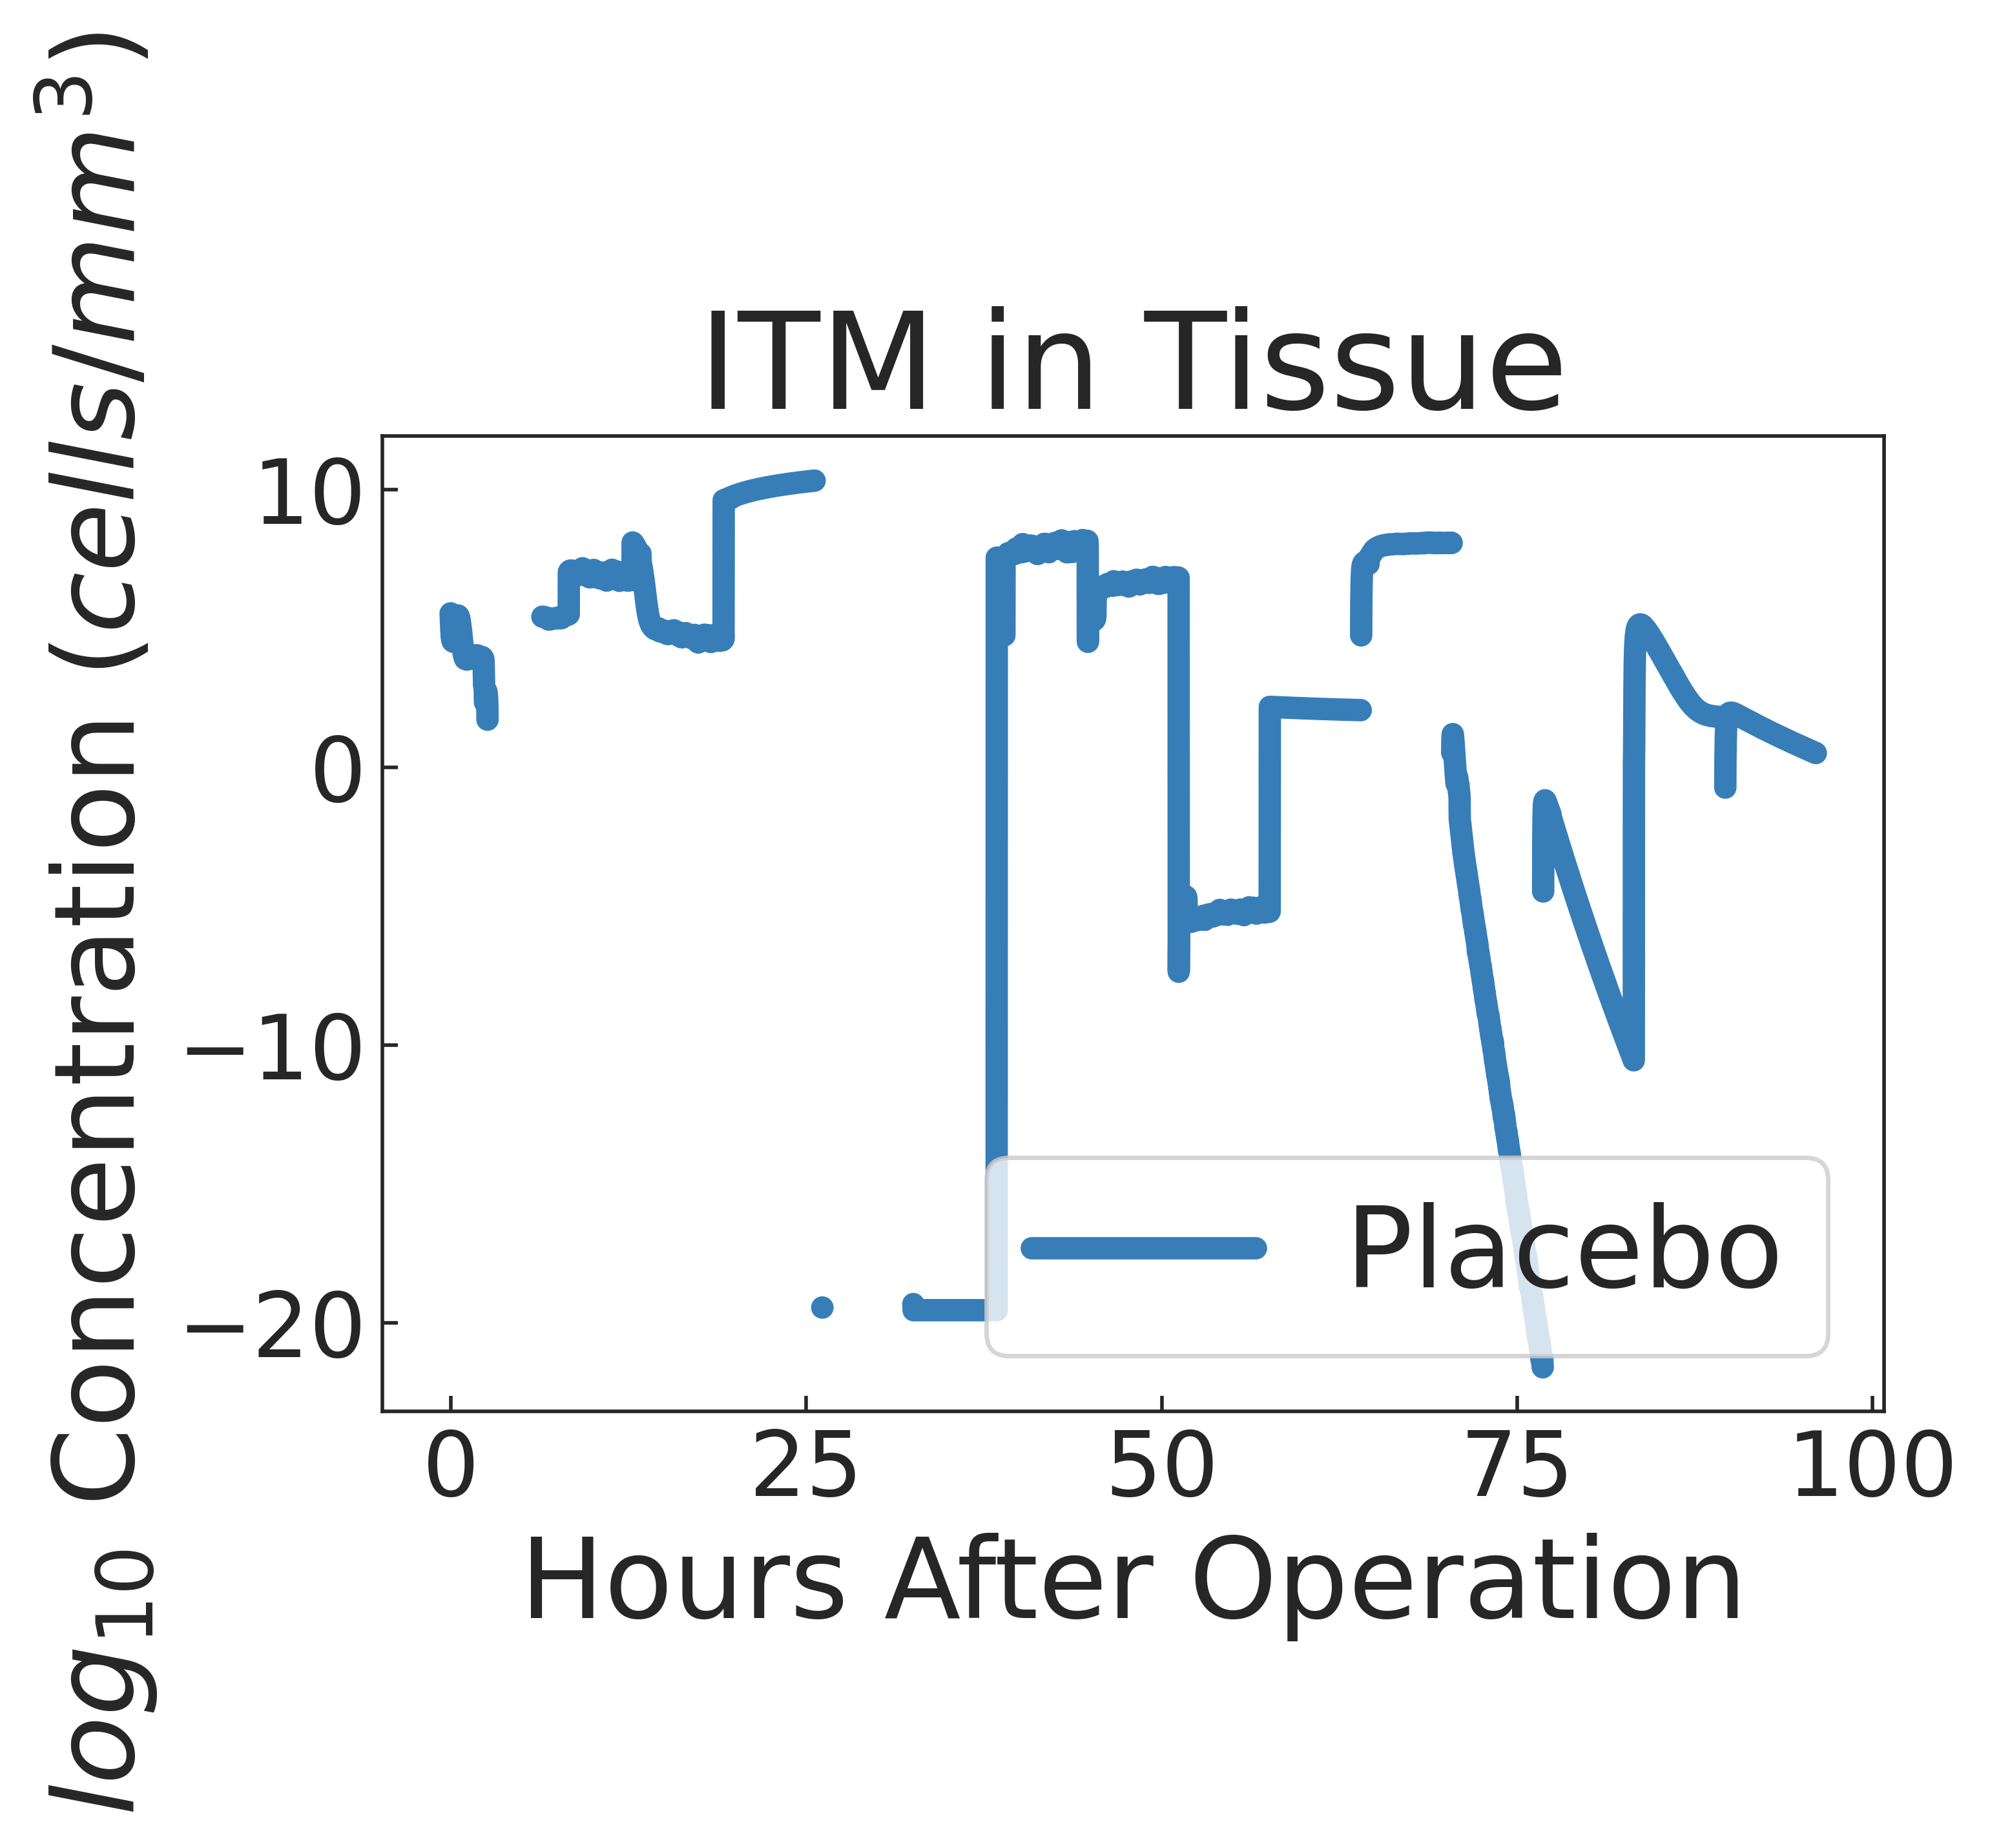 ITM in Tissue
log10 Concentration (cells/mm³)
10
0
−10
−20
Placebo
0 25 50 75 100
Hours After Operation